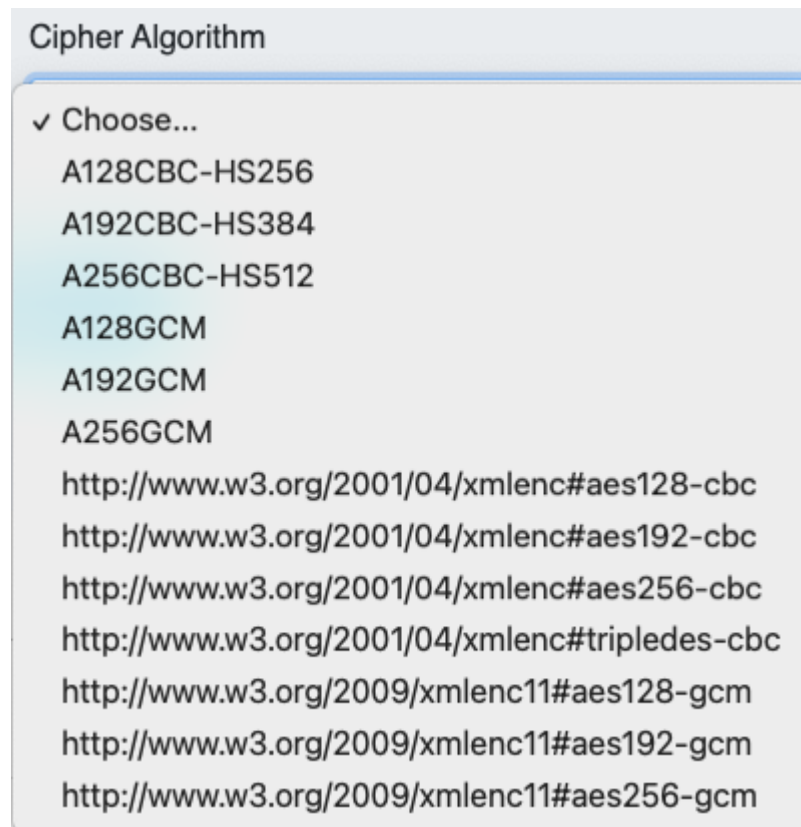 Cipher Algorithm
✓ Choose...
A128CBC-HS256
A192CBC-HS384
A256CBC-HS512
A128GCM
A192GCM
A256GCM
http://www.w3.org/2001/04/xmlenc#aes128-cbc
http://www.w3.org/2001/04/xmlenc#aes192-cbc
http://www.w3.org/2001/04/xmlenc#aes256-cbc
http://www.w3.org/2001/04/xmlenc#tripledes-cbc
http://www.w3.org/2009/xmlenc11#aes128-gcm
http://www.w3.org/2009/xmlenc11#aes192-gcm
http://www.w3.org/2009/xmlenc11#aes256-gcm